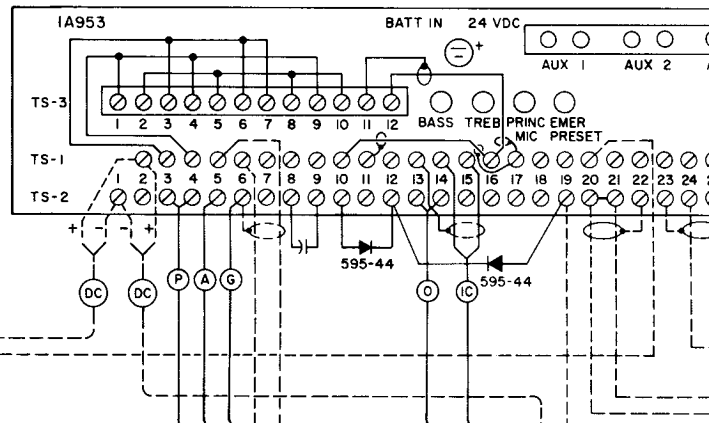 1A953
BATT IN 24 VDC
+
AUX 1 AUX 2
TS-3
1 2 3 4 5 6 7 8 9 10 11 12
BASS TREB PRINC EMER
MIC PRESET
TS-1
1 2 3 4 5 6 7 8 9 10 11 12 13 14 15 16 17 18 19 20 21 22 23 24
TS-2
+ - - +
595-44
595-44
DC DC P A G O IC